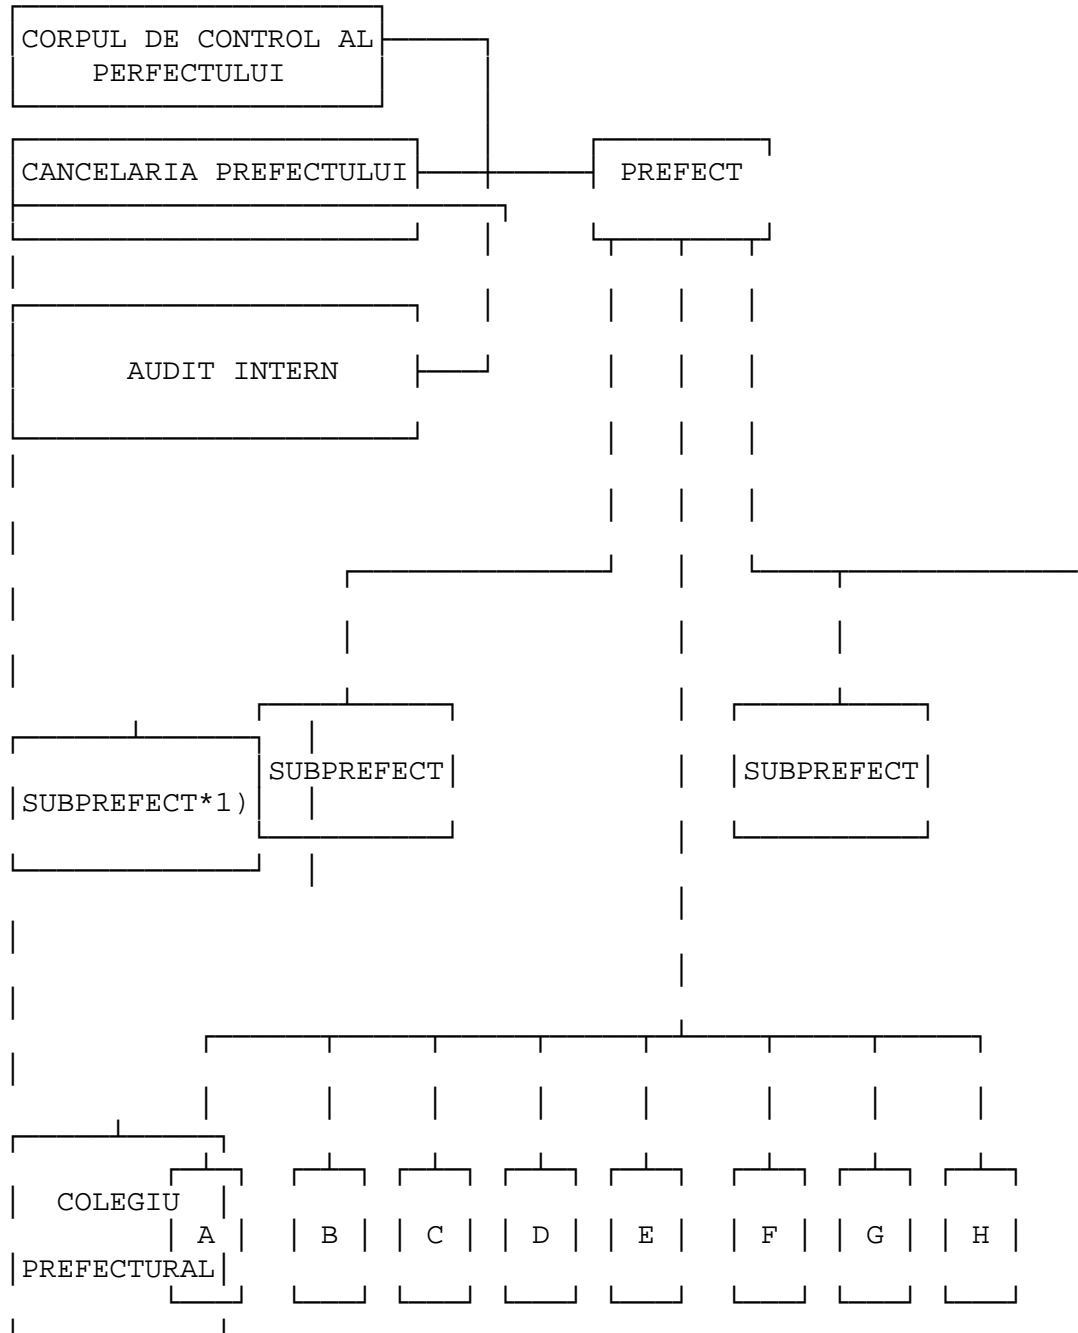 CORPUL DE CONTROL AL
PERFECTULUI
CANCELARIA PREFECTULUI
PREFECT
AUDIT INTERN
SUBPREFECT
SUBPREFECT
SUBPREFECT*1)
COLEGIU
A B C D E F G H
PREFECTURAL